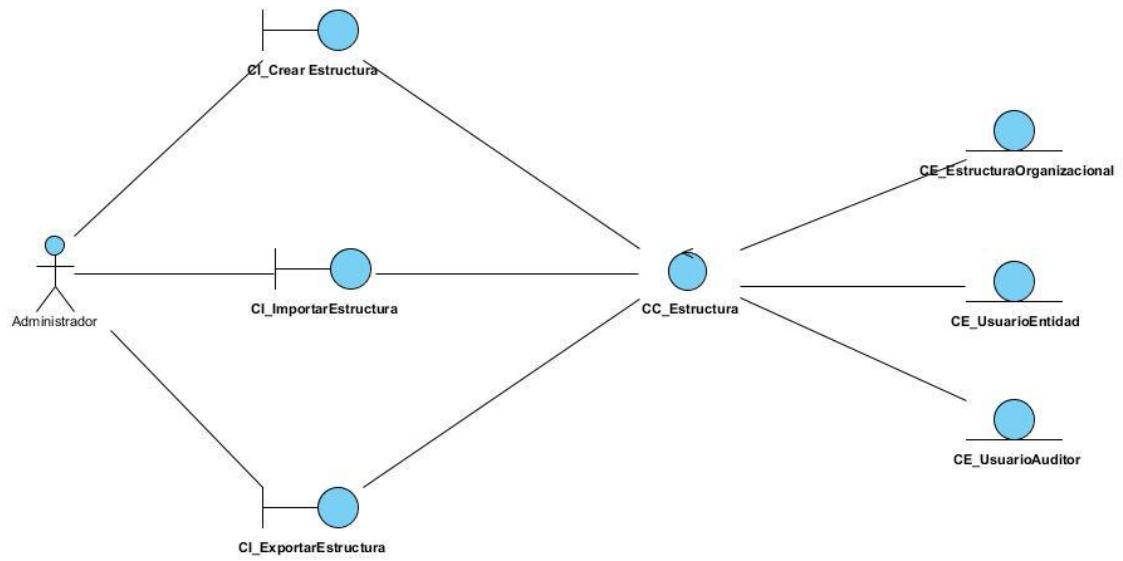 CI_Crear Estructura
CE_EstructuraOrganizacional
Administrador
CI_ImportarEstructura
CC_Estructura
CE_UsuarioEntidad
CE_UsuarioAuditor
CI_ExportarEstructura